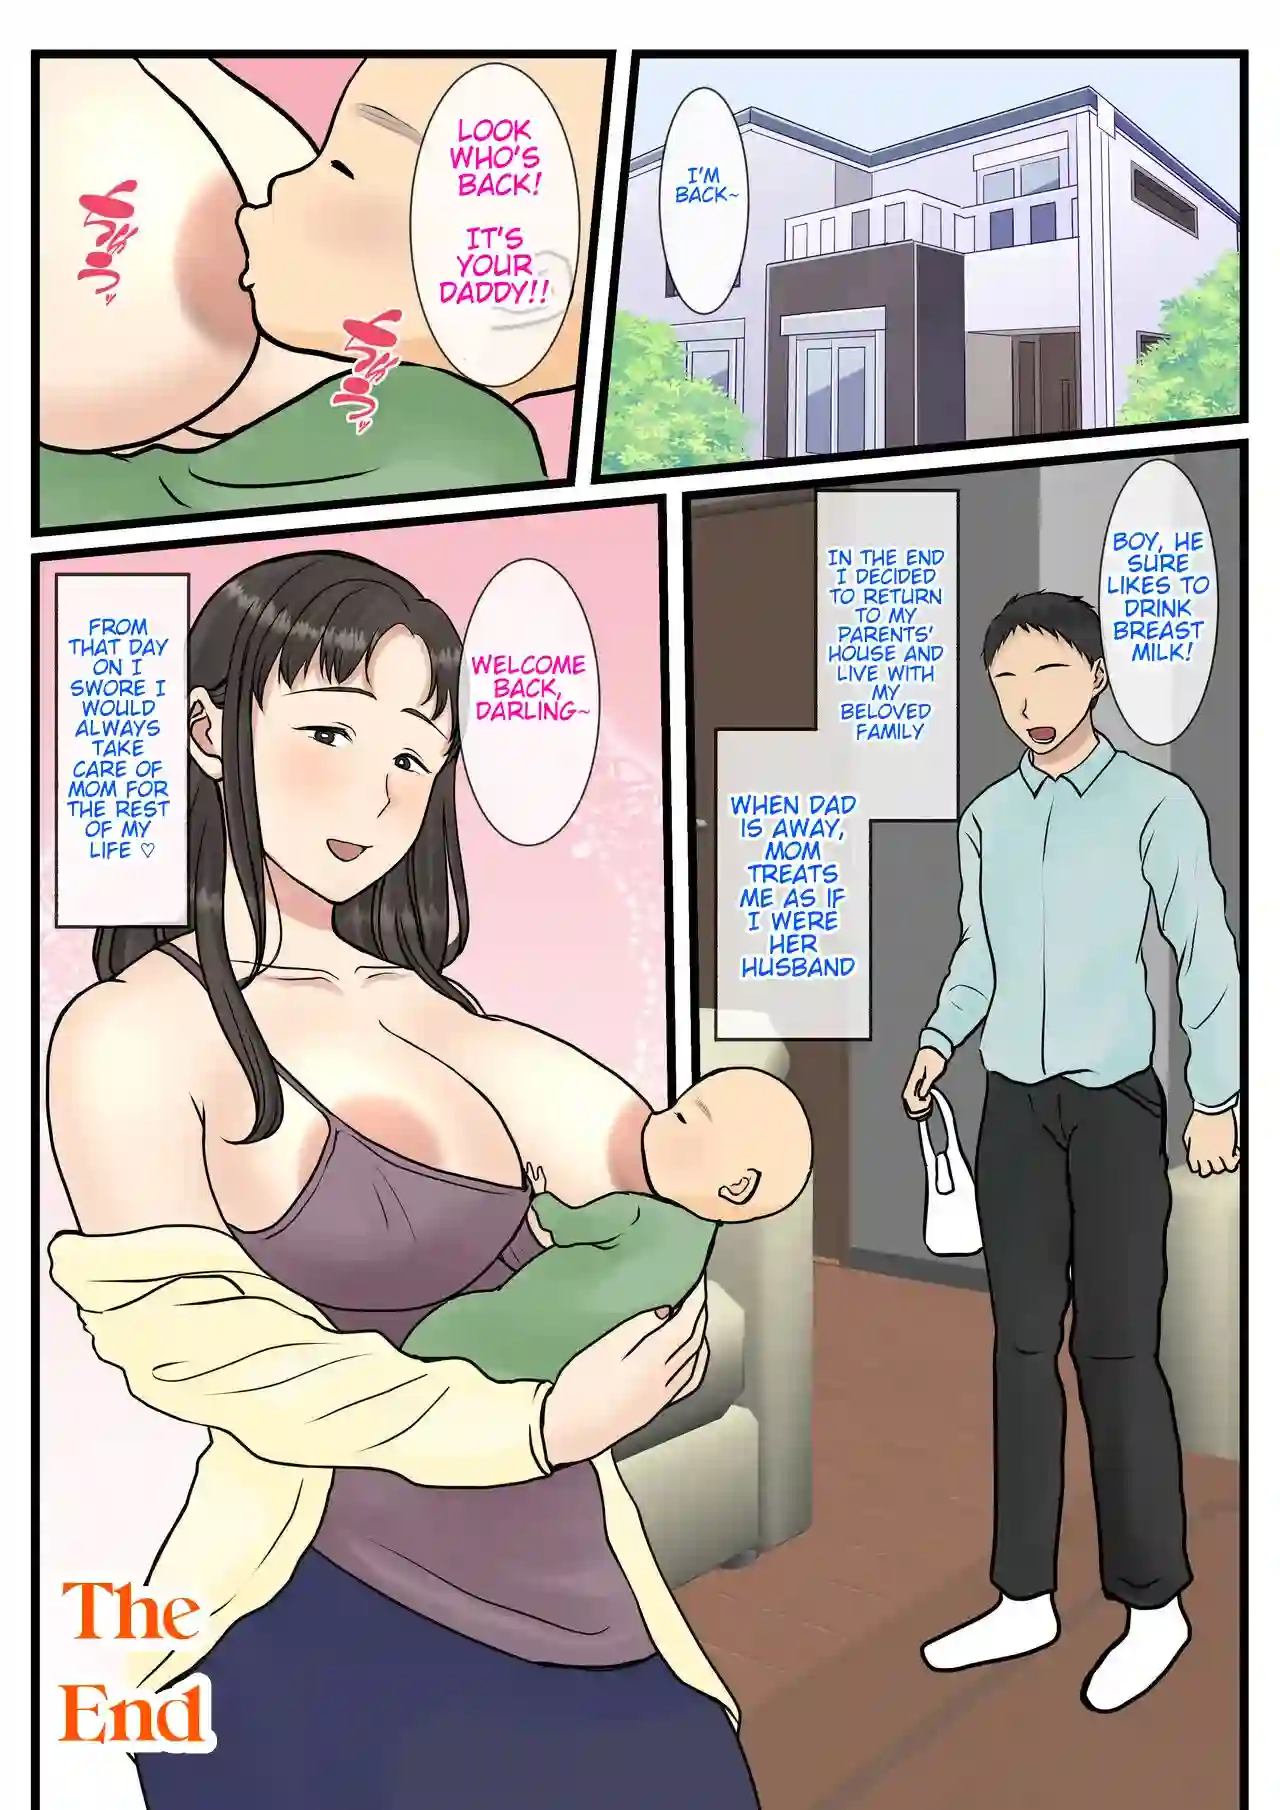 I'M
BACK~
LOOK
WHO'S
BACK!
IT'S
YOUR
DADDY!!
BOY, HE
SURE
LIKES TO
DRINK
BREAST
MILK!
IN THE END
I DECIDED
TO RETURN
TO MY
PARENTS'
HOUSE AND
LIVE WITH
MY
BELOVED
FAMILY
WHEN DAD
IS AWAY,
MOM
TREATS
ME AS IF
I WERE
HER
HUSBAND
WELCOME
BACK,
DARLING~
FROM
THAT DAY
ON I
SWORE I
WOULD
ALWAYS
TAKE
CARE OF
MOM FOR
THE REST
OF MY
LIFE ♡
The
End